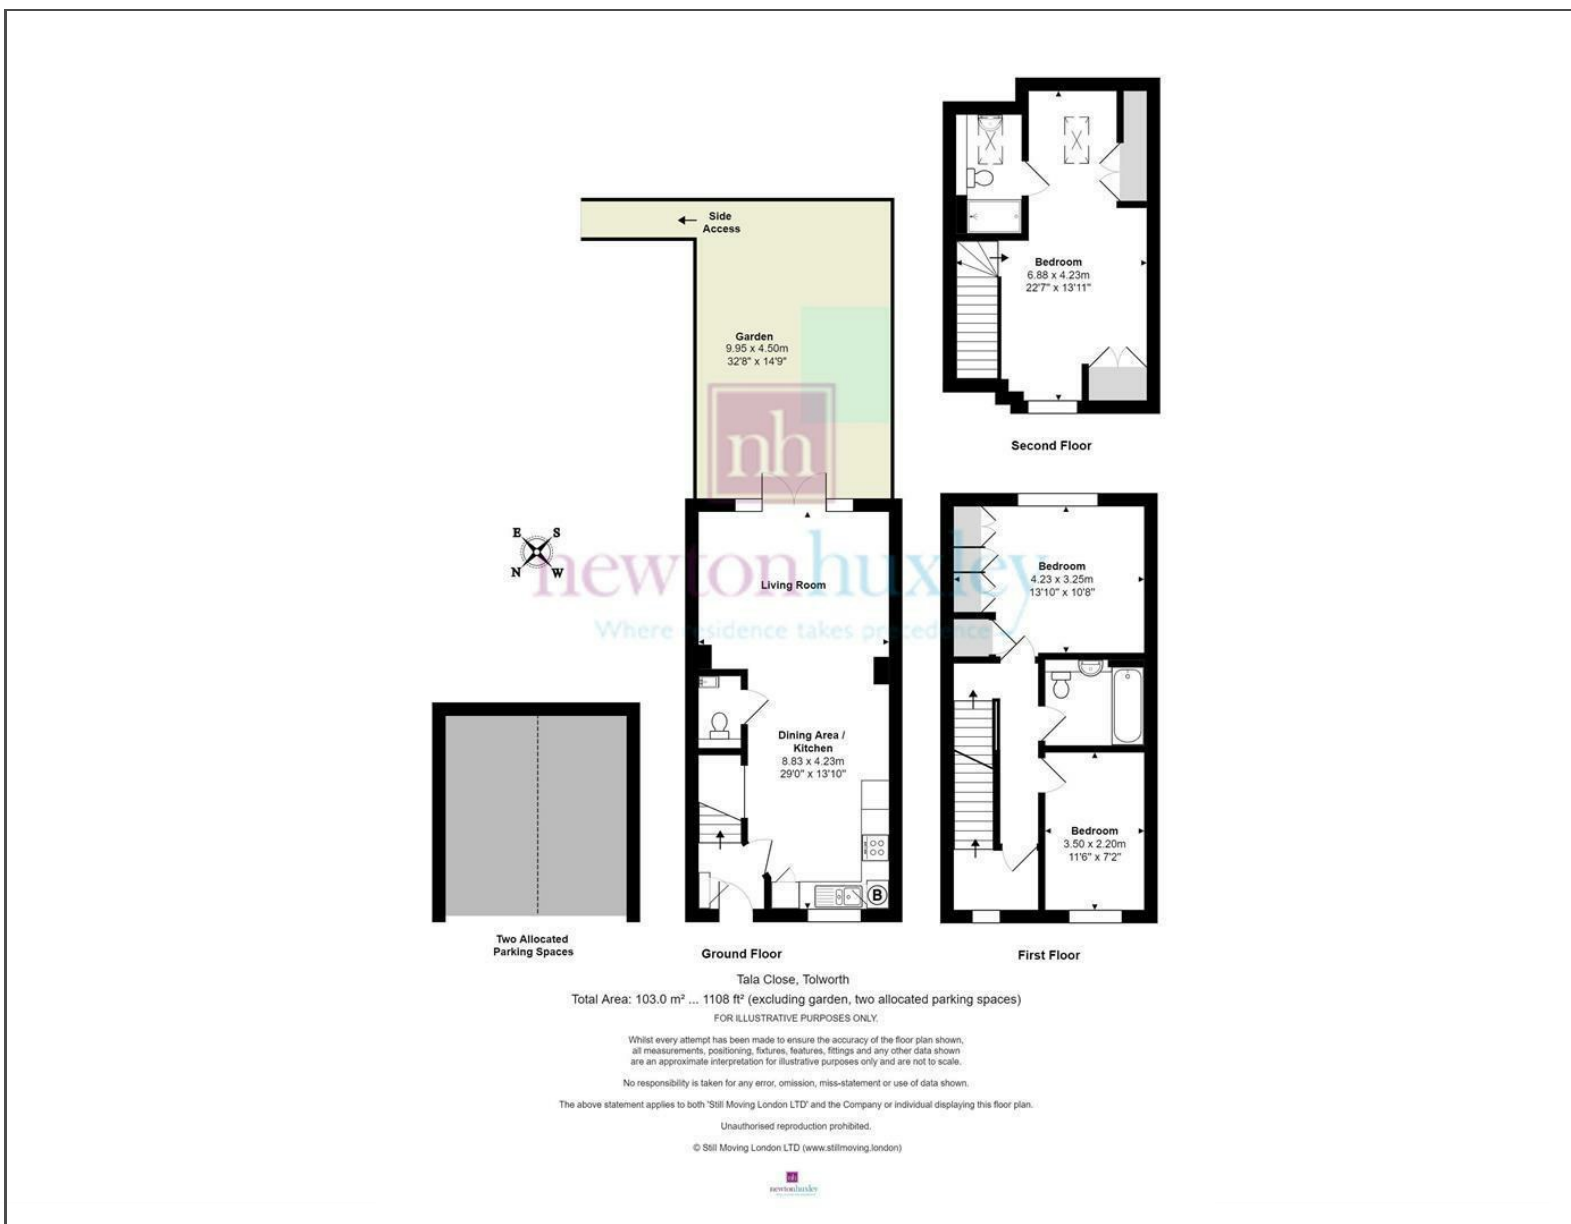 Side
Access
Garden
9.95 x 4.50m
32'8" x 14'9"
nh
newtonhuxley
Where residence takes precedence
E S
N W
Living Room
Dining Area /
Kitchen
8.83 x 4.23m
29'0" x 13'10"
B
Ground Floor
Two Allocated
Parking Spaces
Bedroom
6.88 x 4.23m
22'7" x 13'11"
Second Floor
Bedroom
4.23 x 3.25m
13'10" x 10'8"
Bedroom
3.50 x 2.20m
11'6" x 7'2"
First Floor
Tala Close, Tolworth
Total Area: 103.0 m² ... 1108 ft² (excluding garden, two allocated parking spaces)
FOR ILLUSTRATIVE PURPOSES ONLY.
Whilst every attempt has been made to ensure the accuracy of the floor plan shown,
all measurements, positioning, fixtures, features, fittings and any other data shown
are an approximate interpretation for illustrative purposes only and are not to scale.
No responsibility is taken for any error, omission, miss-statement or use of data shown.
The above statement applies to both 'Still Moving London LTD' and the Company or individual displaying this floor plan.
Unauthorised reproduction prohibited.
© Still Moving London LTD (www.stillmoving.london)
nh
newtonhuxley